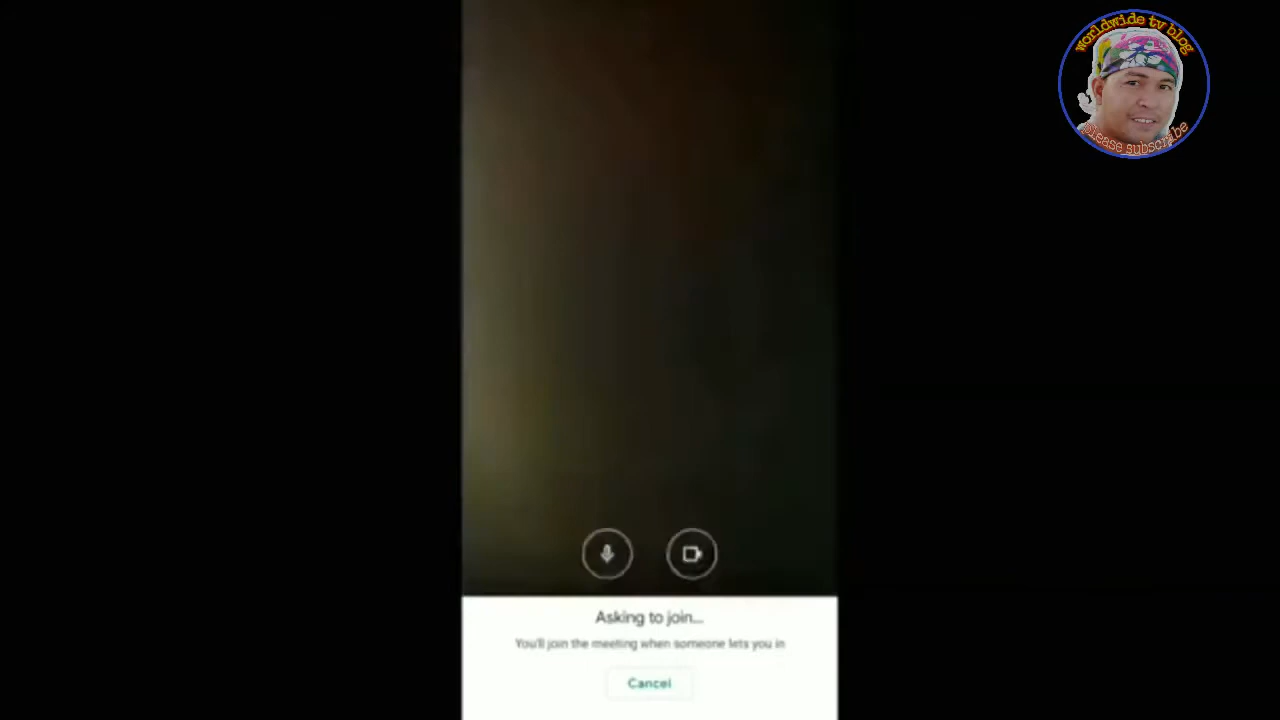 worldwide tv blog
please subscribe
Asking to join...
You'll join the meeting when someone lets you in
Cancel